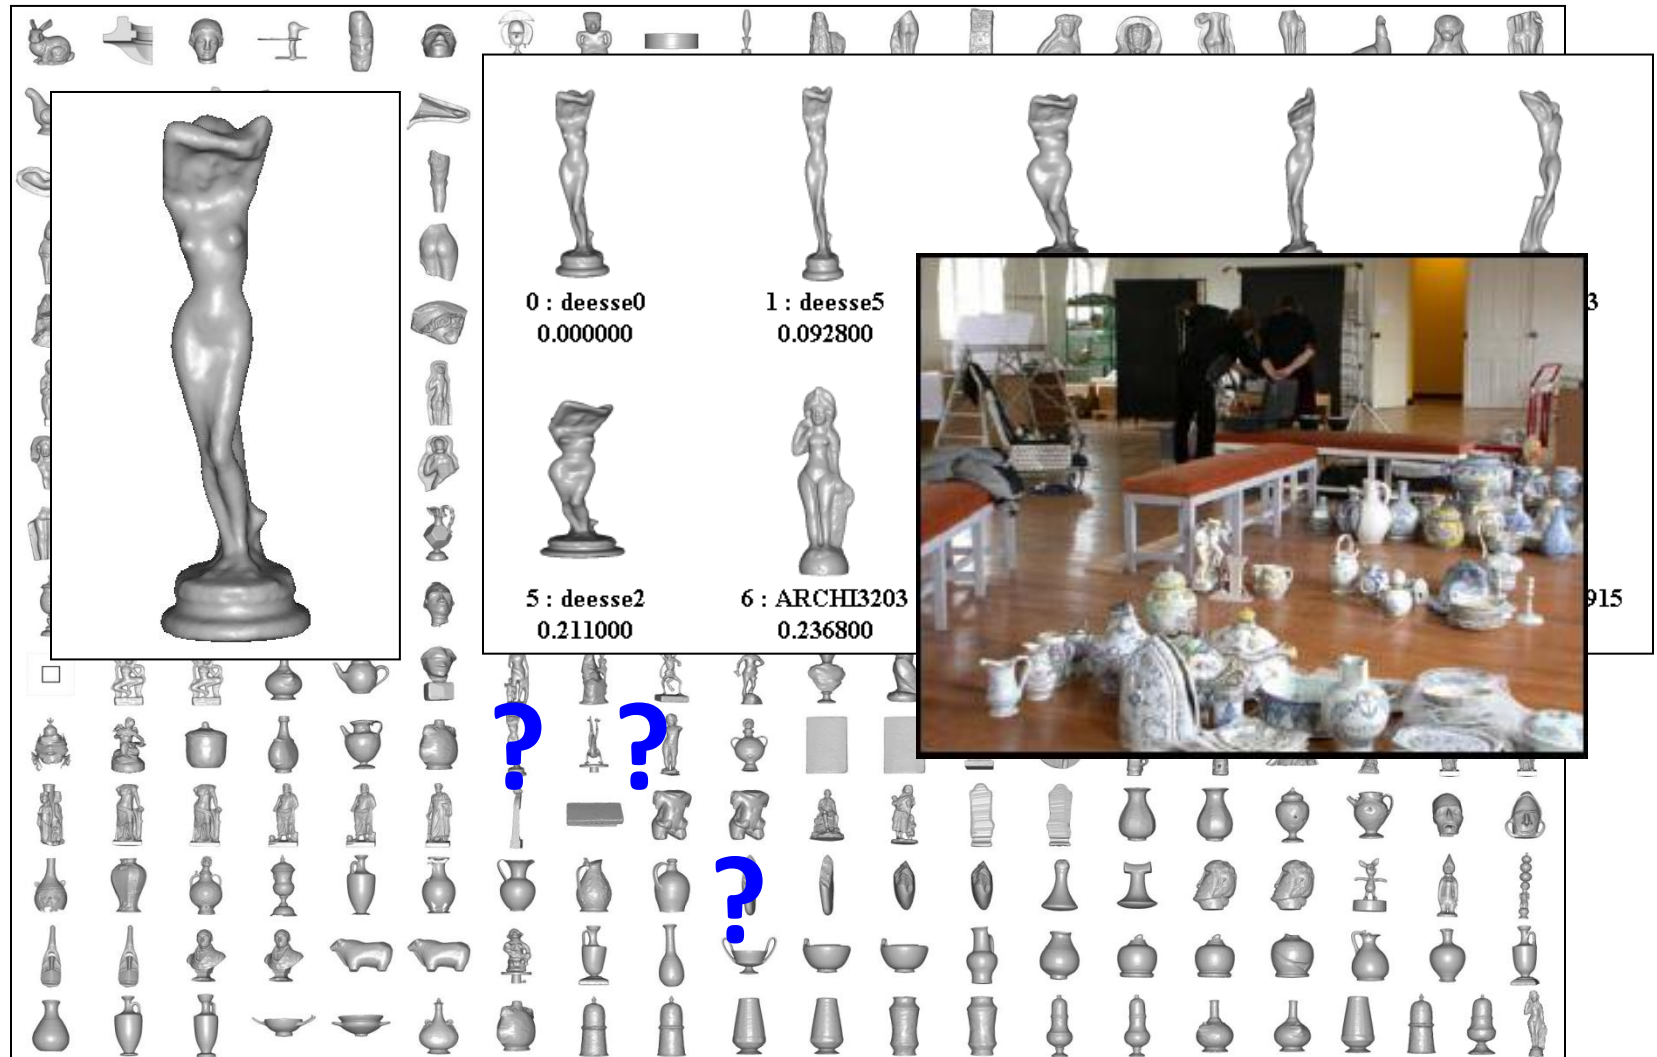 0 : deesse0
0.000000
1 : deesse5
0.092800
3
5 : deesse2
0.211000
6 : ARCHI3203
0.236800
915
?
?
?